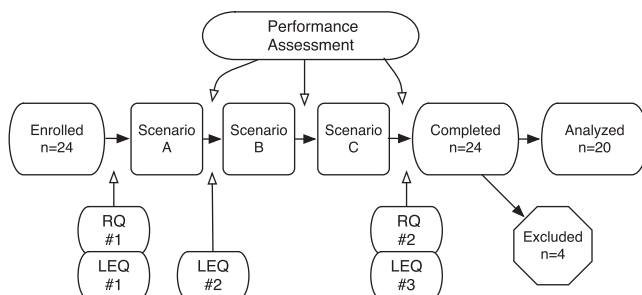 Performance
Assessment
Enrolled
n=24
Scenario
A
Scenario
B
Scenario
C
Completed
n=24
Analyzed
n=20
RQ
#1
LEQ
#1
LEQ
#2
RQ
#2
LEQ
#3
Excluded
n=4